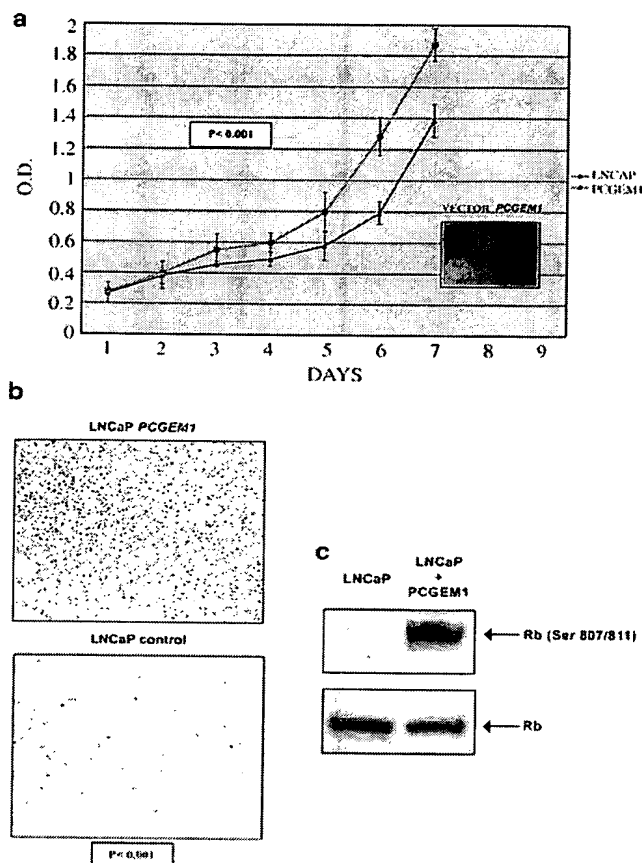 a
2
1.8
1.6
1.4
1.2
1
0.8
0.6
0.4
0.2
0
O.D.
P< 0.001
LNCAP
PCGEM1
VECTOR PCGEM1
1 2 3 4 5 6 7 8 9
DAYS
b
LNCaP PCGEM1
LNCaP control
P< 0.001
c
LNCaP
LNCaP
+
PCGEM1
Rb (Ser 807/811)
Rb